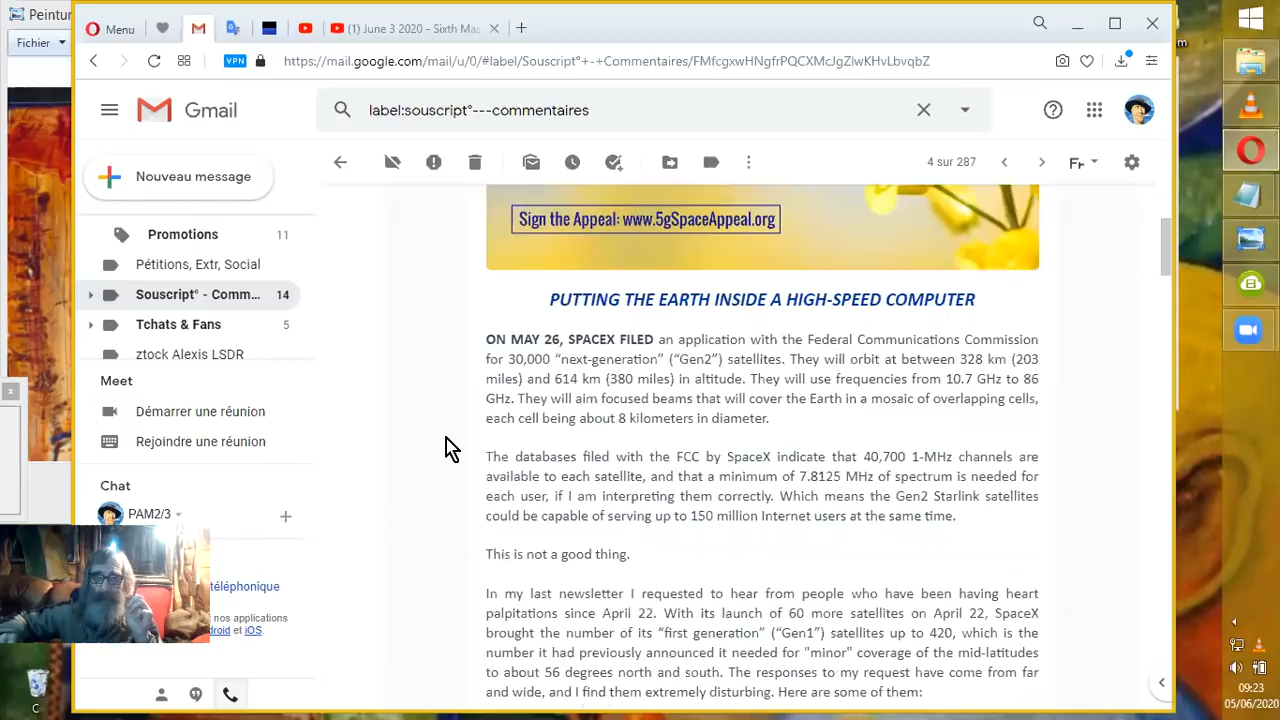 Peintur
Fichier
Menu
(1) June 3 2020 - Sixth Mas
VPN
https://mail.google.com/mail/u/0/#label/Souscript°+-+Commentaires/FMfcgxwHNgfrPQCXMcJgZlwKHvLbvqbZ
Gmail
label:souscript°---commentaires
4 sur 287
Nouveau message
Promotions 11
Pétitions, Extr, Social
Souscript° - Comm... 14
Tchats & Fans 5
ztock Alexis LSDR
Meet
Démarrer une réunion
Rejoindre une réunion
Chat
PAM2/3
téléphonique
nos applications
droid et iOS.
Sign the Appeal: www.5gSpaceAppeal.org
PUTTING THE EARTH INSIDE A HIGH-SPEED COMPUTER
ON MAY 26, SPACEX FILED an application with the Federal Communications Commission
for 30,000 “next-generation” (“Gen2”) satellites. They will orbit at between 328 km (203
miles) and 614 km (380 miles) in altitude. They will use frequencies from 10.7 GHz to 86
GHz. They will aim focused beams that will cover the Earth in a mosaic of overlapping cells,
each cell being about 8 kilometers in diameter.
The databases filed with the FCC by SpaceX indicate that 40,700 1-MHz channels are
available to each satellite, and that a minimum of 7.8125 MHz of spectrum is needed for
each user, if I am interpreting them correctly. Which means the Gen2 Starlink satellites
could be capable of serving up to 150 million Internet users at the same time.
This is not a good thing.
In my last newsletter I requested to hear from people who have been having heart
palpitations since April 22. With its launch of 60 more satellites on April 22, SpaceX
brought the number of its “first generation” (“Gen1”) satellites up to 420, which is the
number it had previously announced it needed for "minor" coverage of the mid-latitudes
to about 56 degrees north and south. The responses to my request have come from far
and wide, and I find them extremely disturbing. Here are some of them:
C
m
09:23
05/06/2020